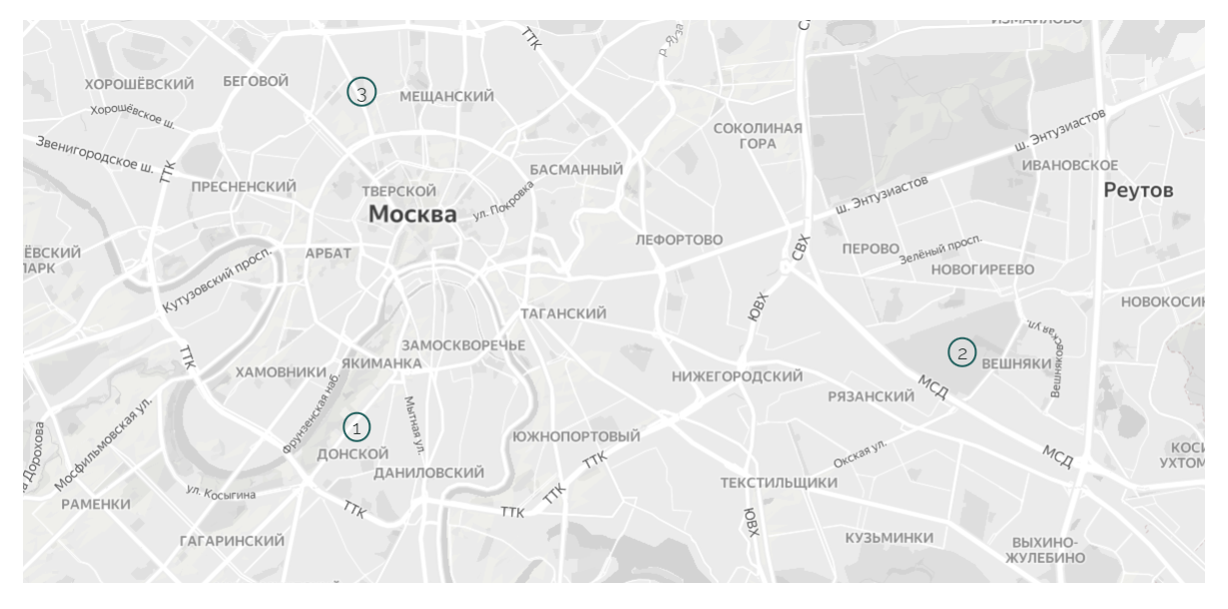 ИЗМАЙЛОВО
ТТК
р. Яуза
ХОРОШЁВСКИЙ
БЕГОВОЙ
3
МЕЩАНСКИЙ
Хорошёвское ш.
СОКОЛИНАЯ
ГОРА
ш. Энтузиастов
Звенигородское ш.
ТТК
ПРЕСНЕНСКИЙ
ТВЕРСКОЙ
БАСМАННЫЙ
ИВАНОВСКОЕ
Реутов
Москва
ул. Покровка
ш. Энтузиастов
ЁВСКИЙ
ПАРК
АРБАТ
ЛЕФОРТОВО
СВХ
ПЕРОВО
Зелёный просп.
НОВОГИРЕЕВО
Кутузовский просп.
ЮВХ
НОВОКОСИ
ТАГАНСКИЙ
ТТК
ЗАМОСКВОРЕЧЬЕ
ЯКИМАНКА
ХАМОВНИКИ
2
ВЕШНЯКИ
Вешняковская ул.
НИЖЕГОРОДСКИЙ
МСД
РЯЗАНСКИЙ
Мосфильмовская ул.
Фрунзенская наб.
1
Мытная ул.
ДОНСКОЙ
ЮЖНОПОРТОВЫЙ
Дорохова
Окская ул.
МСД
КОСИ
УХТОМ
ДАНИЛОВСКИЙ
ТТК
ТЕКСТИЛЬЩИКИ
РАМЕНКИ
ул. Косыгина
ТТК
ТТК
ТТК
ЮВХ
ГАГАРИНСКИЙ
КУЗЬМИНКИ
ВЫХИНО-
ЖУЛЕБИНО